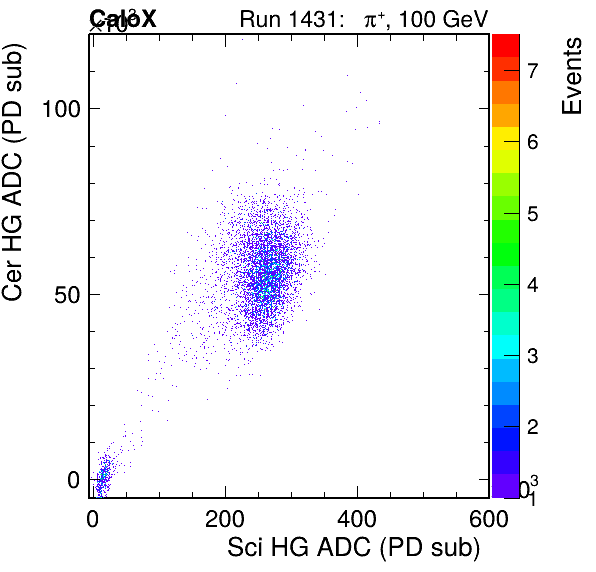 CaloX Run 1431: π+, 100 GeV
×10³
Cer HG ADC (PD sub)
100
50
0
0 200 400 600
Sci HG ADC (PD sub)
Events
7
6
5
4
3
2
1